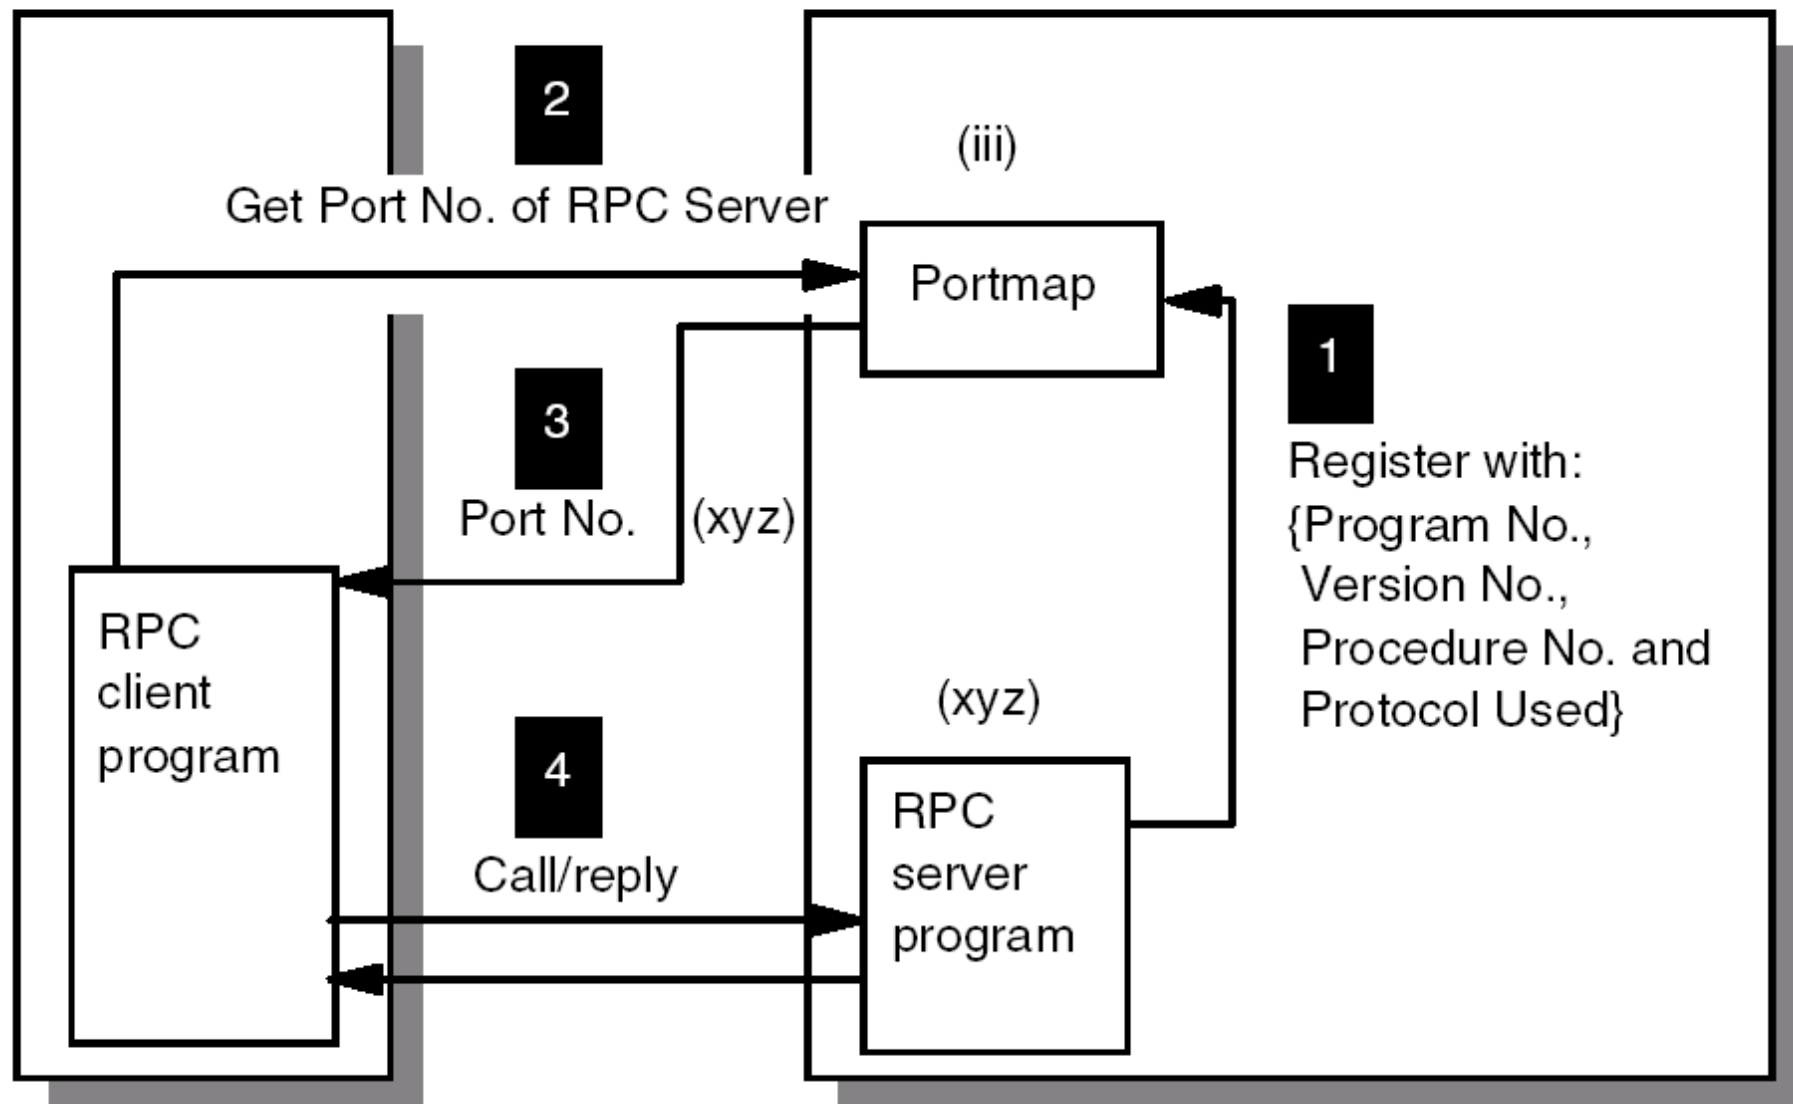 2
(iii)
Get Port No. of RPC Server
Portmap
1
3
Register with:
Port No.
(xyz)
{Program No.,
Version No.,
Procedure No. and
Protocol Used}
RPC
client
program
(xyz)
4
RPC
server
program
Call/reply